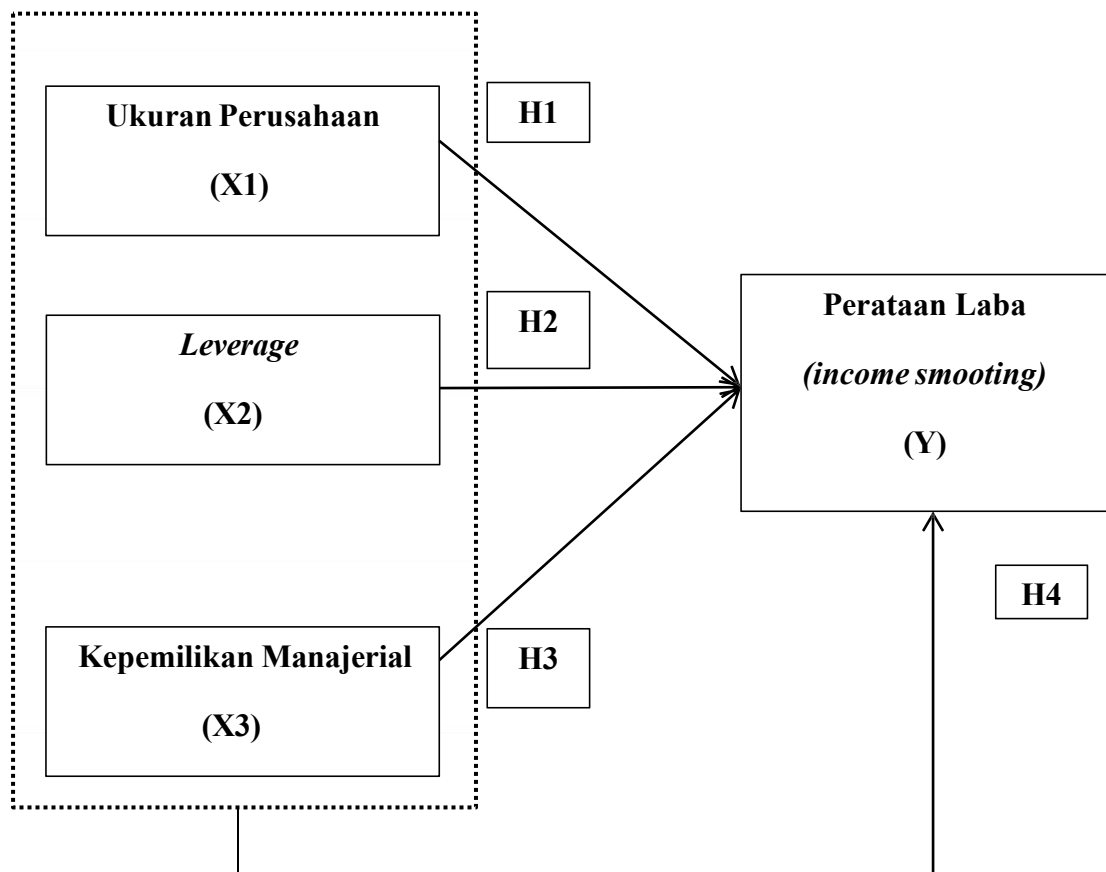 Ukuran Perusahaan
(X1)
H1
Leverage
(X2)
H2
Perataan Laba
(income smooting)
(Y)
Kepemilikan Manajerial
(X3)
H3
H4